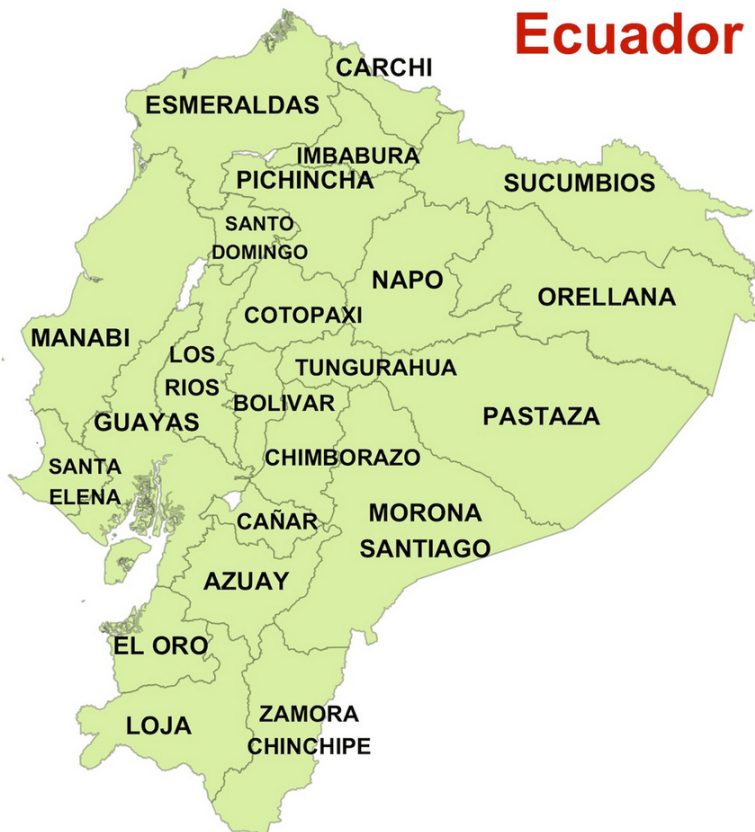 Ecuador
CARCHI
ESMERALDAS
IMBABURA
PICHINCHA
SUCUMBIOS
SANTO
DOMINGO
NAPO
ORELLANA
COTOPAXI
MANABI
LOS
RIOS
TUNGURAHUA
BOLIVAR
GUAYAS
PASTAZA
CHIMBORAZO
SANTA
ELENA
MORONA
SANTIAGO
CAÑAR
AZUAY
EL ORO
LOJA
ZAMORA
CHINCHIPE